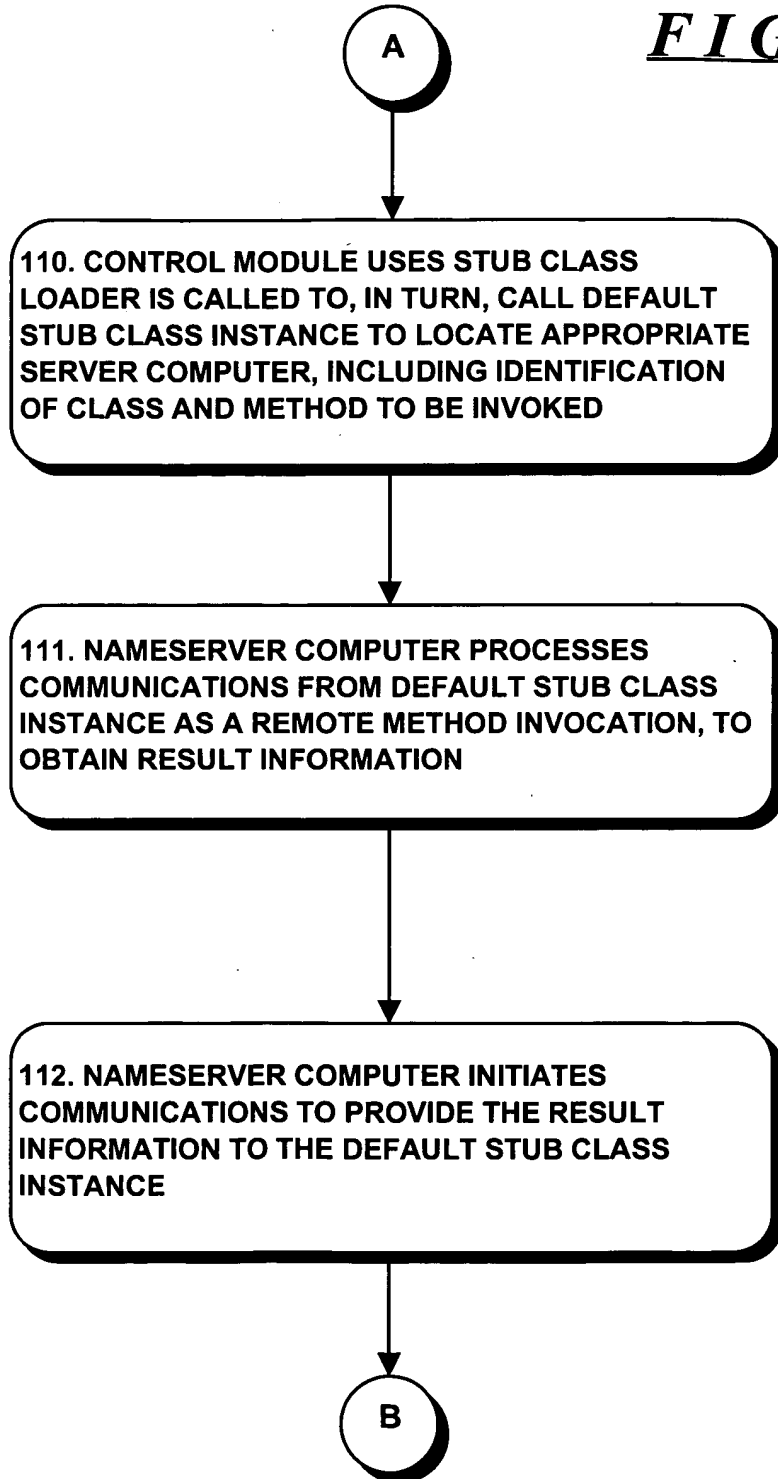 A
FIG
110. CONTROL MODULE USES STUB CLASS
LOADER IS CALLED TO, IN TURN, CALL DEFAULT
STUB CLASS INSTANCE TO LOCATE APPROPRIATE
SERVER COMPUTER, INCLUDING IDENTIFICATION
OF CLASS AND METHOD TO BE INVOKED
111. NAMESERVER COMPUTER PROCESSES
COMMUNICATIONS FROM DEFAULT STUB CLASS
INSTANCE AS A REMOTE METHOD INVOCATION, TO
OBTAIN RESULT INFORMATION
112. NAMESERVER COMPUTER INITIATES
COMMUNICATIONS TO PROVIDE THE RESULT
INFORMATION TO THE DEFAULT STUB CLASS
INSTANCE
B